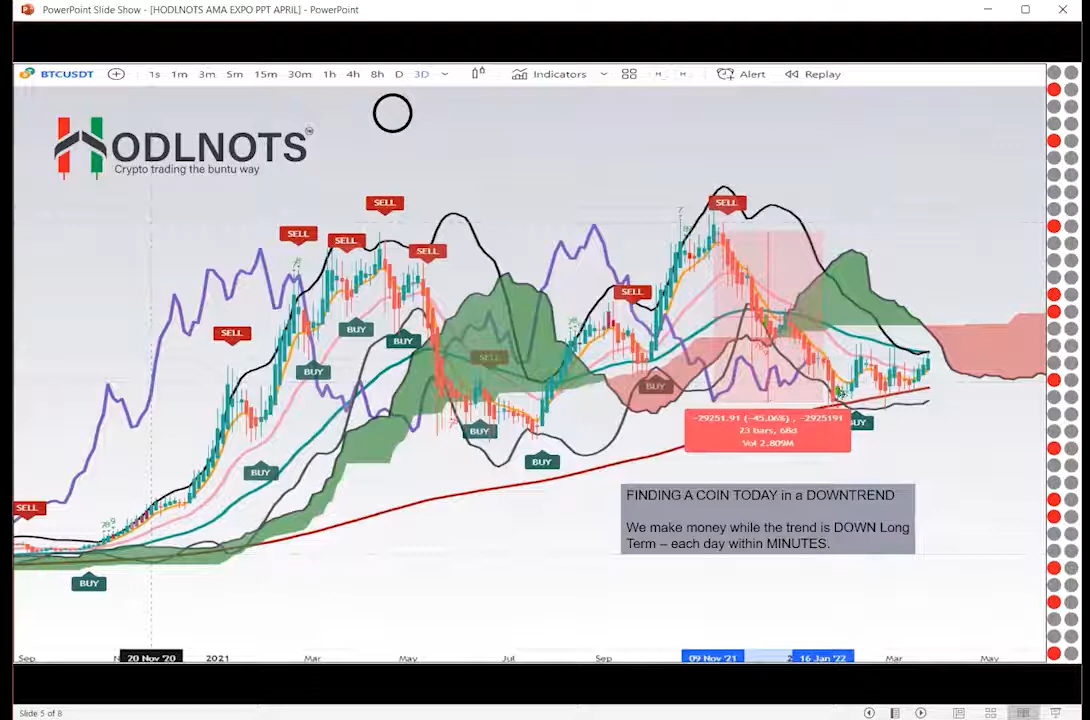 PowerPoint Slide Show - [HODLNOTS AMA EXPO PPT APRIL] - PowerPoint
BTCUSDT 1s 1m 3m 5m 15m 30m 1h 4h 8h D 3D Indicators Alert Replay
HODLNOTS
Crypto trading the buntu way
SELL
SELL
SELL
SELL
SELL
SELL
SELL
SELL
SELL
BUY
BUY
BUY
BUY
BUY
BUY
BUY
BUY
BUY
-29251.91 (-45.06%) , -2925191
23 bars, 68d
Vol 2.809M
FINDING A COIN TODAY in a DOWNTREND
We make money while the trend is DOWN Long
Term – each day within MINUTES.
Sep 20 Nov '20 2021 Mar May Jul Sep 09 Nov '21 16 Jan '22 Mar May
Slide 5 of 8